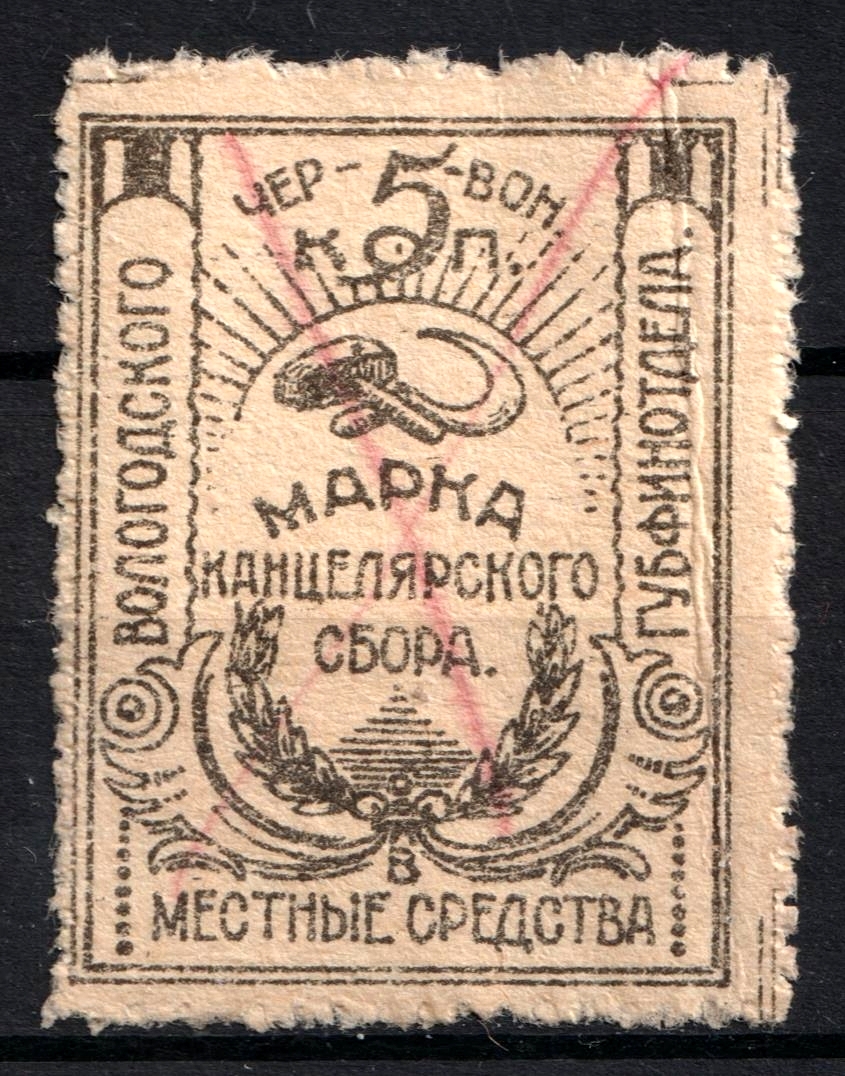 ЧЕР- 5 -ВОН.
КОП.
ВОЛОГОДСКОГО
ГУБФИНОТДЕЛА.
МАРКА
КАНЦЕЛЯРСКОГО
СБОРА.
В
МЕСТНЫЕ СРЕДСТВА